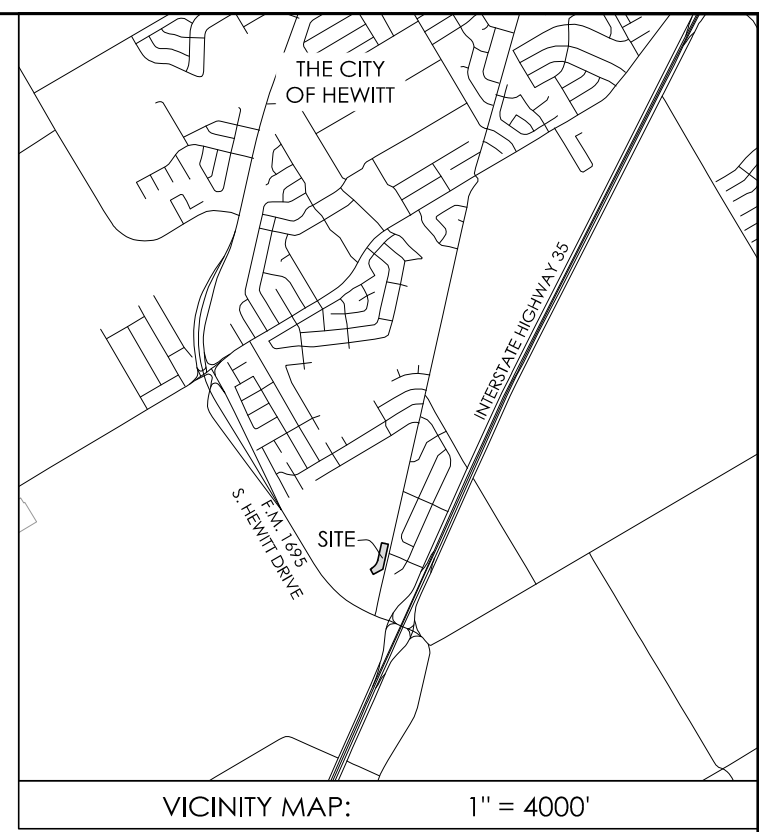 THE CITY
OF HEWITT
INTERSTATE HIGHWAY 35
F.M. 1695
S. HEWITT DRIVE
SITE
VICINITY MAP: 1" = 4000'